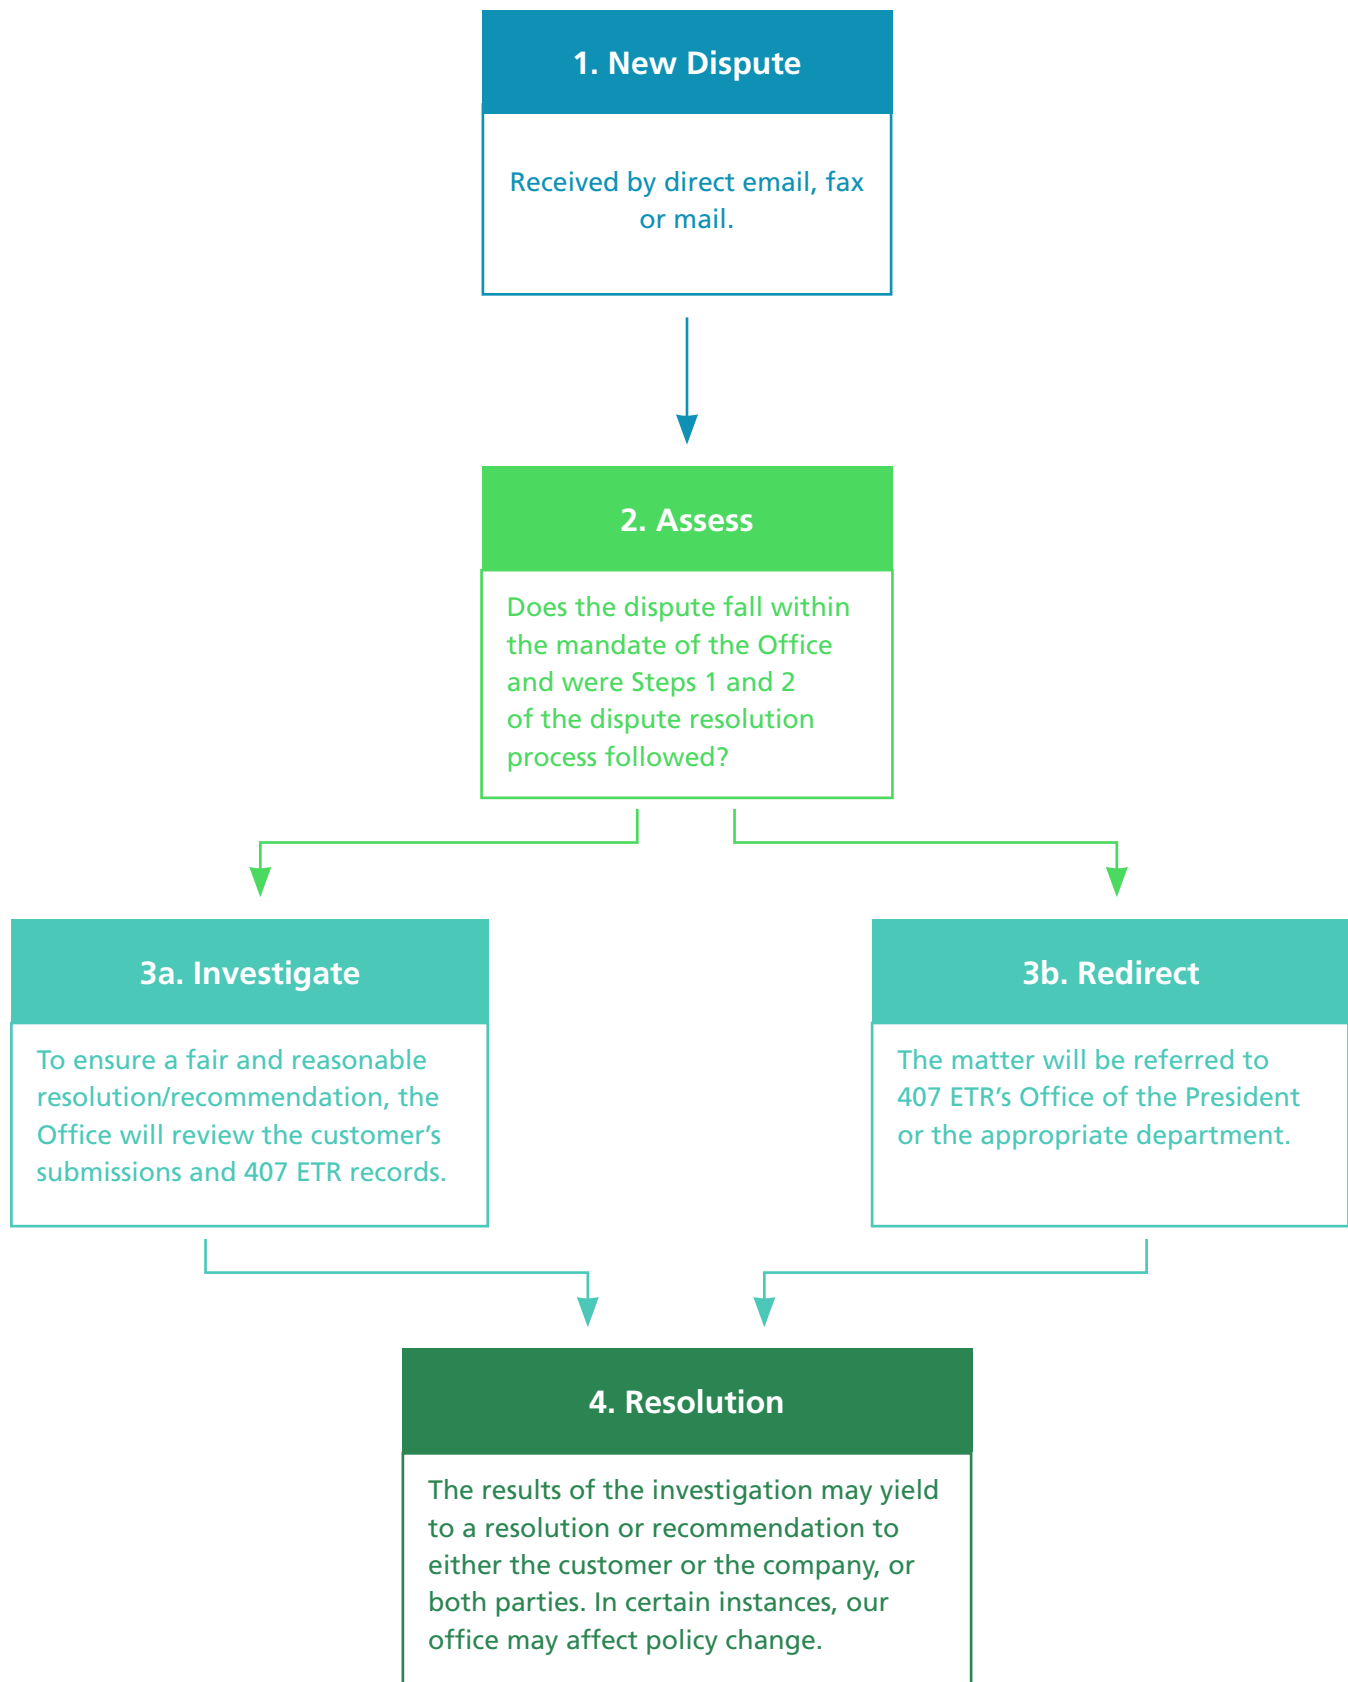 1. New Dispute
Received by direct email, fax
or mail.
2. Assess
Does the dispute fall within
the mandate of the Office
and were Steps 1 and 2
of the dispute resolution
process followed?
3a. Investigate
To ensure a fair and reasonable
resolution/recommendation, the
Office will review the customer’s
submissions and 407 ETR records.
3b. Redirect
The matter will be referred to
407 ETR’s Office of the President
or the appropriate department.
4. Resolution
The results of the investigation may yield
to a resolution or recommendation to
either the customer or the company, or
both parties. In certain instances, our
office may affect policy change.